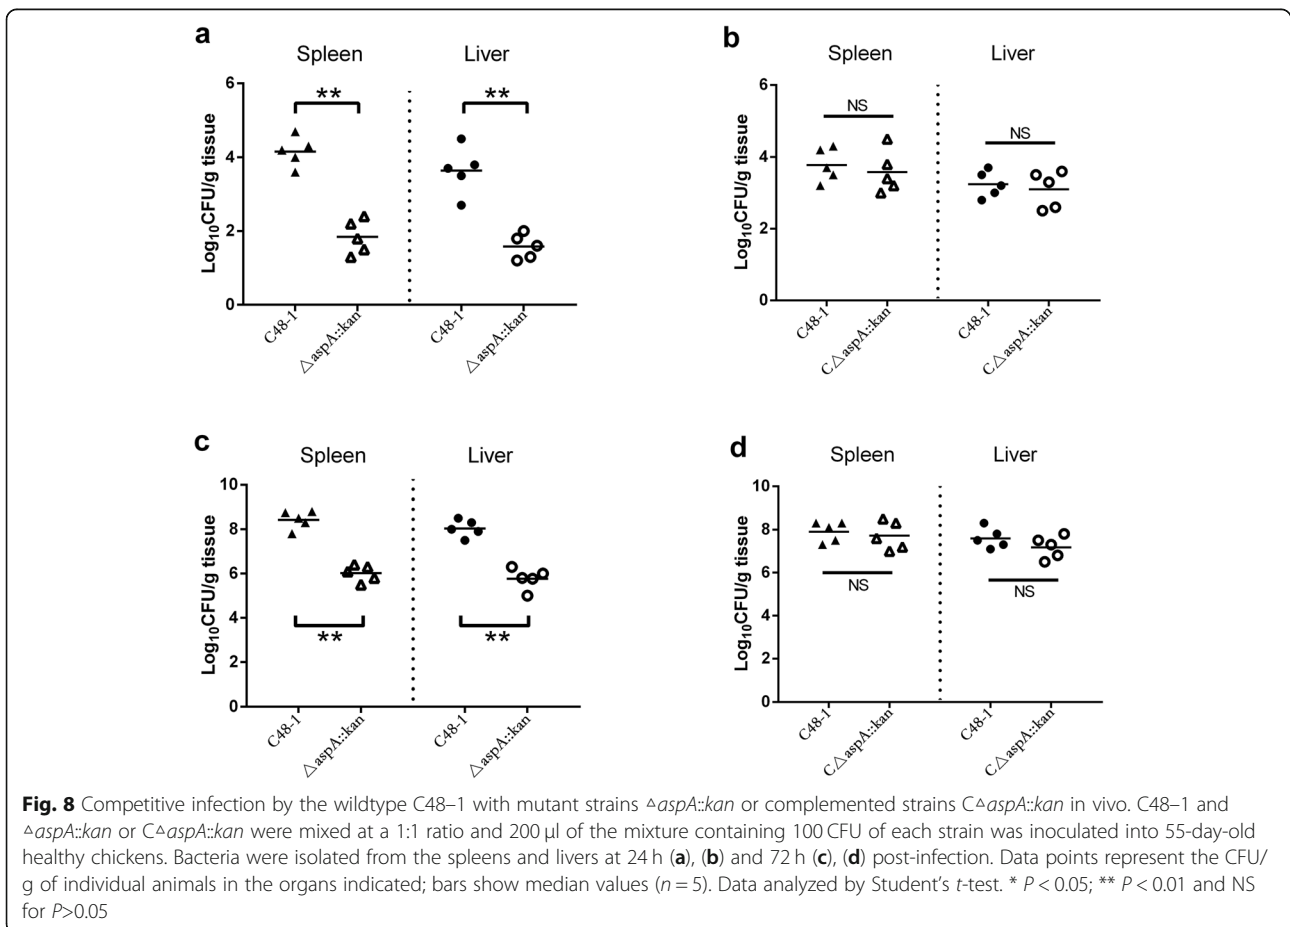 a
Spleen
Liver
6
4
2
0
Log10CFU/g tissue
**
**
C48-1
△aspA::kan
C48-1
△aspA::kan
b
Spleen
Liver
6
4
2
0
Log10CFU/g tissue
NS
NS
C48-1
C△aspA::kan
C48-1
C△aspA::kan
c
Spleen
Liver
10
8
6
4
2
0
Log10CFU/g tissue
**
**
C48-1
△aspA::kan
C48-1
△aspA::kan
d
Spleen
Liver
10
8
6
4
2
0
Log10CFU/g tissue
NS
NS
C48-1
C△aspA::kan
C48-1
C△aspA::kan
Fig. 8 Competitive infection by the wildtype C48–1 with mutant strains △aspA::kan or complemented strains C△aspA::kan in vivo. C48–1 and
△aspA::kan or C△aspA::kan were mixed at a 1:1 ratio and 200 μl of the mixture containing 100 CFU of each strain was inoculated into 55-day-old
healthy chickens. Bacteria were isolated from the spleens and livers at 24 h (a), (b) and 72 h (c), (d) post-infection. Data points represent the CFU/
g of individual animals in the organs indicated; bars show median values (n = 5). Data analyzed by Student's t-test. * P < 0.05; ** P < 0.01 and NS
for P>0.05